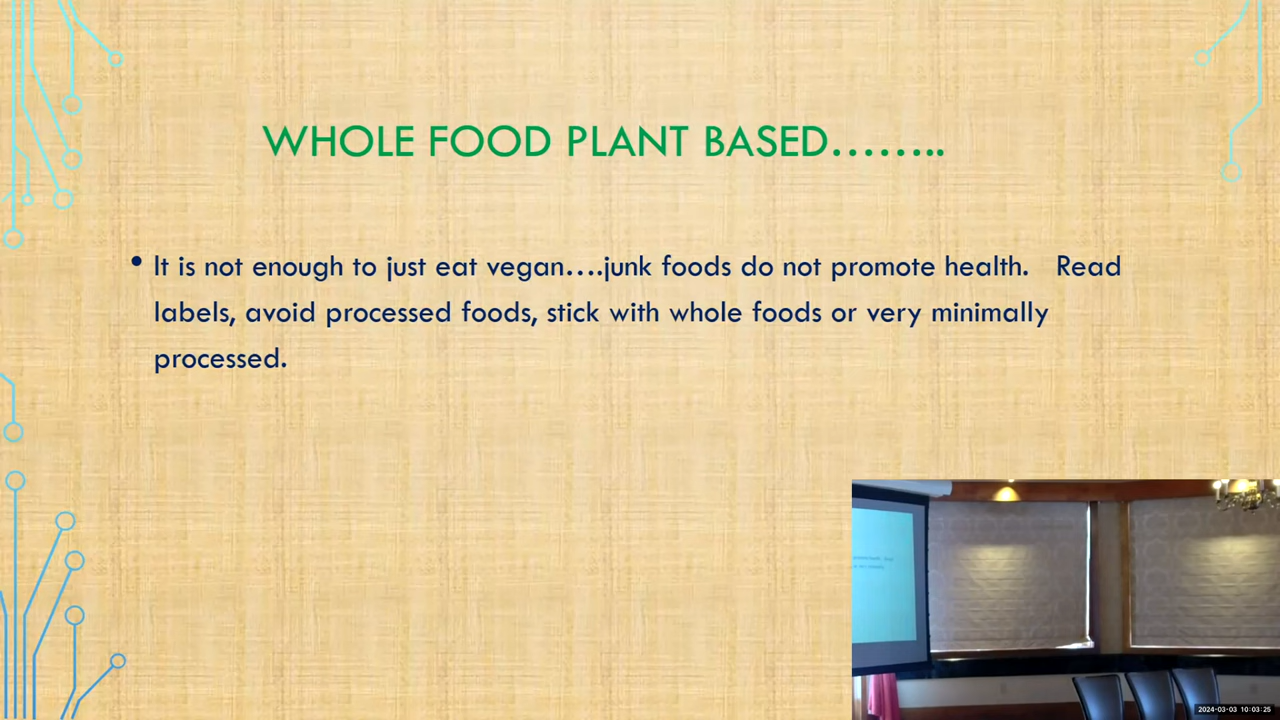 WHOLE FOOD PLANT BASED……..
• It is not enough to just eat vegan….junk foods do not promote health.   Read
labels, avoid processed foods, stick with whole foods or very minimally
processed.
2024-03-03 10:03:25